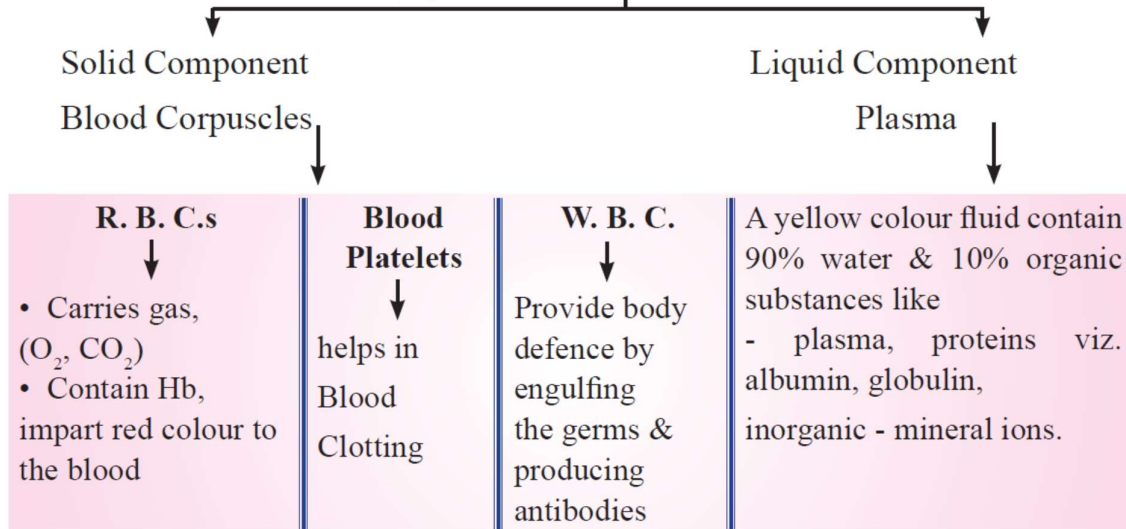 Solid Component
Blood Corpuscles
Liquid Component
Plasma
R. B. C.s
• Carries gas,
(O₂, CO₂)
• Contain Hb,
impart red colour to
the blood
Blood
Platelets
helps in
Blood
Clotting
W. B. C.
Provide body
defence by
engulfing
the germs &
producing
antibodies
A yellow colour fluid contain
90% water & 10% organic
substances like
- plasma, proteins viz.
albumin, globulin,
inorganic - mineral ions.